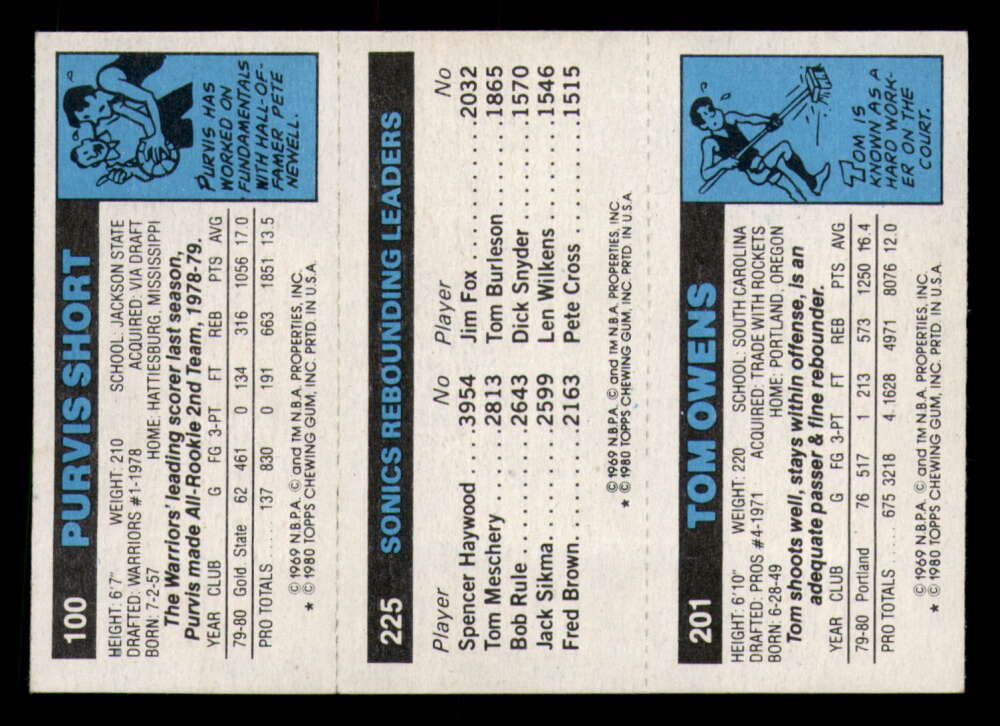 100 PURVIS SHORT
HEIGHT: 6'7" WEIGHT: 210 SCHOOL: JACKSON STATE
DRAFTED: WARRIORS #1-1978 ACQUIRED: VIA DRAFT
BORN: 7-2-57 HOME: HATTIESBURG, MISSISSIPPI
The Warriors' leading scorer last season,
Purvis made All-Rookie 2nd Team, 1978-79.
YEAR CLUB G FG 3-PT FT REB PTS AVG
79-80 Gold. State 62 461 0 134 316 1056 17.0
PRO TOTALS ..... 137 830 0 191 663 1851 13.5
© 1969 N.B.P.A. © and TM N.B.A. PROPERTIES, INC.
* © 1980 TOPPS CHEWING GUM, INC. PRTD. IN U.S.A.
PURVIS HAS
WORKED ON
FUNDAMENTALS
WITH HALL-OF-
FAMER PETE
NEWELL.
225 SONICS REBOUNDING LEADERS
Player No Player No
Spencer Haywood ..3954 Jim Fox ............2032
Tom Meschery.....2813 Tom Burleson......1865
Bob Rule ..........2643 Dick Snyder .......1570
Jack Sikma........2599 Len Wilkens .......1546
Fred Brown........2163 Pete Cross ........1515
© 1969 N.B.P.A. © and TM N.B.A. PROPERTIES, INC.
* © 1980 TOPPS CHEWING GUM, INC. PRTD IN U.S.A.
201 TOM OWENS
HEIGHT: 6'10" WEIGHT: 220 SCHOOL: SOUTH CAROLINA
DRAFTED: PROS #4-1971 ACQUIRED: TRADE WITH ROCKETS
BORN: 6-28-49 HOME: PORTLAND, OREGON
Tom shoots well, stays within offense, is an
adequate passer & fine rebounder.
YEAR CLUB G FG 3-PT FT REB PTS AVG
79-80 Portland 76 517 1 213 573 1250 16.4
PRO TOTALS ..... 675 3218 4 1628 4971 8076 12.0
© 1969 N.B.P.A. © and TM N.B.A. PROPERTIES, INC.
* © 1980 TOPPS CHEWING GUM, INC. PRTD. IN U.S.A.
TOM IS
KNOWN AS A
HARD WORK-
ER ON THE
COURT.